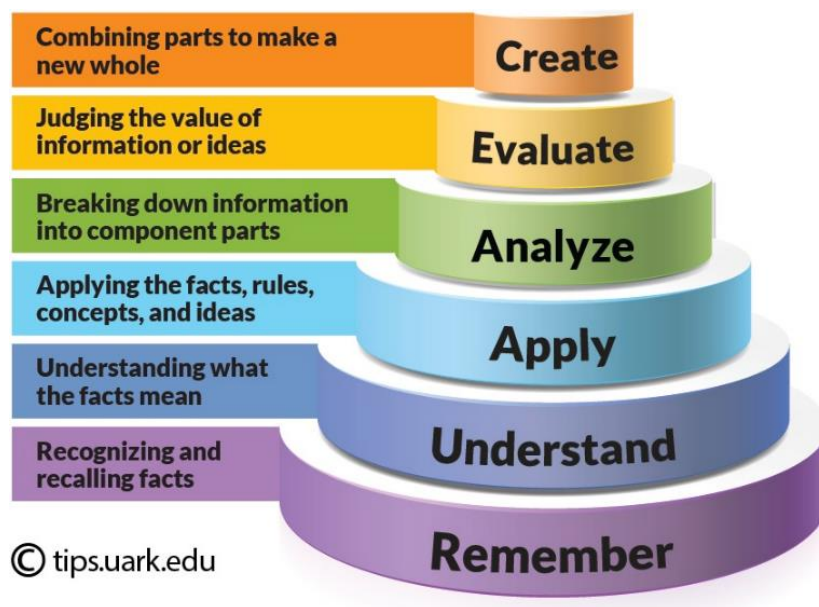 Combining parts to make a
new whole
Create
Judging the value of
information or ideas
Evaluate
Breaking down information
into component parts
Analyze
Applying the facts, rules,
concepts, and ideas
Apply
Understanding what
the facts mean
Understand
Recognizing and
recalling facts
Remember
© tips.uark.edu